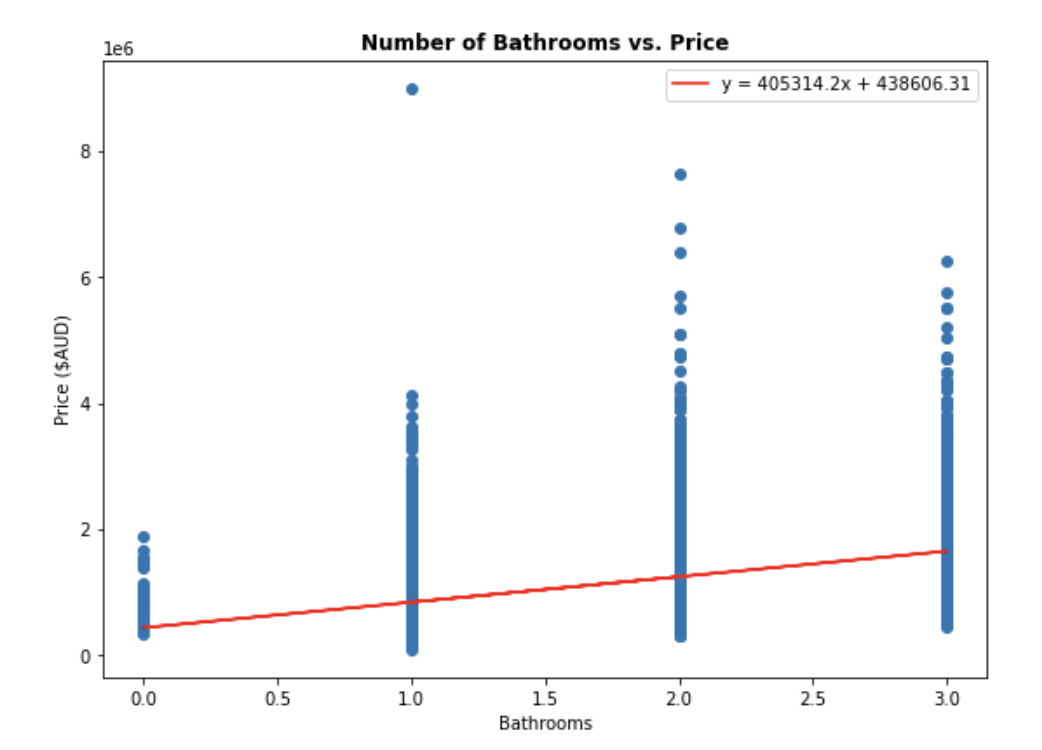 Number of Bathrooms vs. Price
1e6
y = 405314.2x + 438606.31
8
6
4
2
0
Price ($AUD)
0.0 0.5 1.0 1.5 2.0 2.5 3.0
Bathrooms